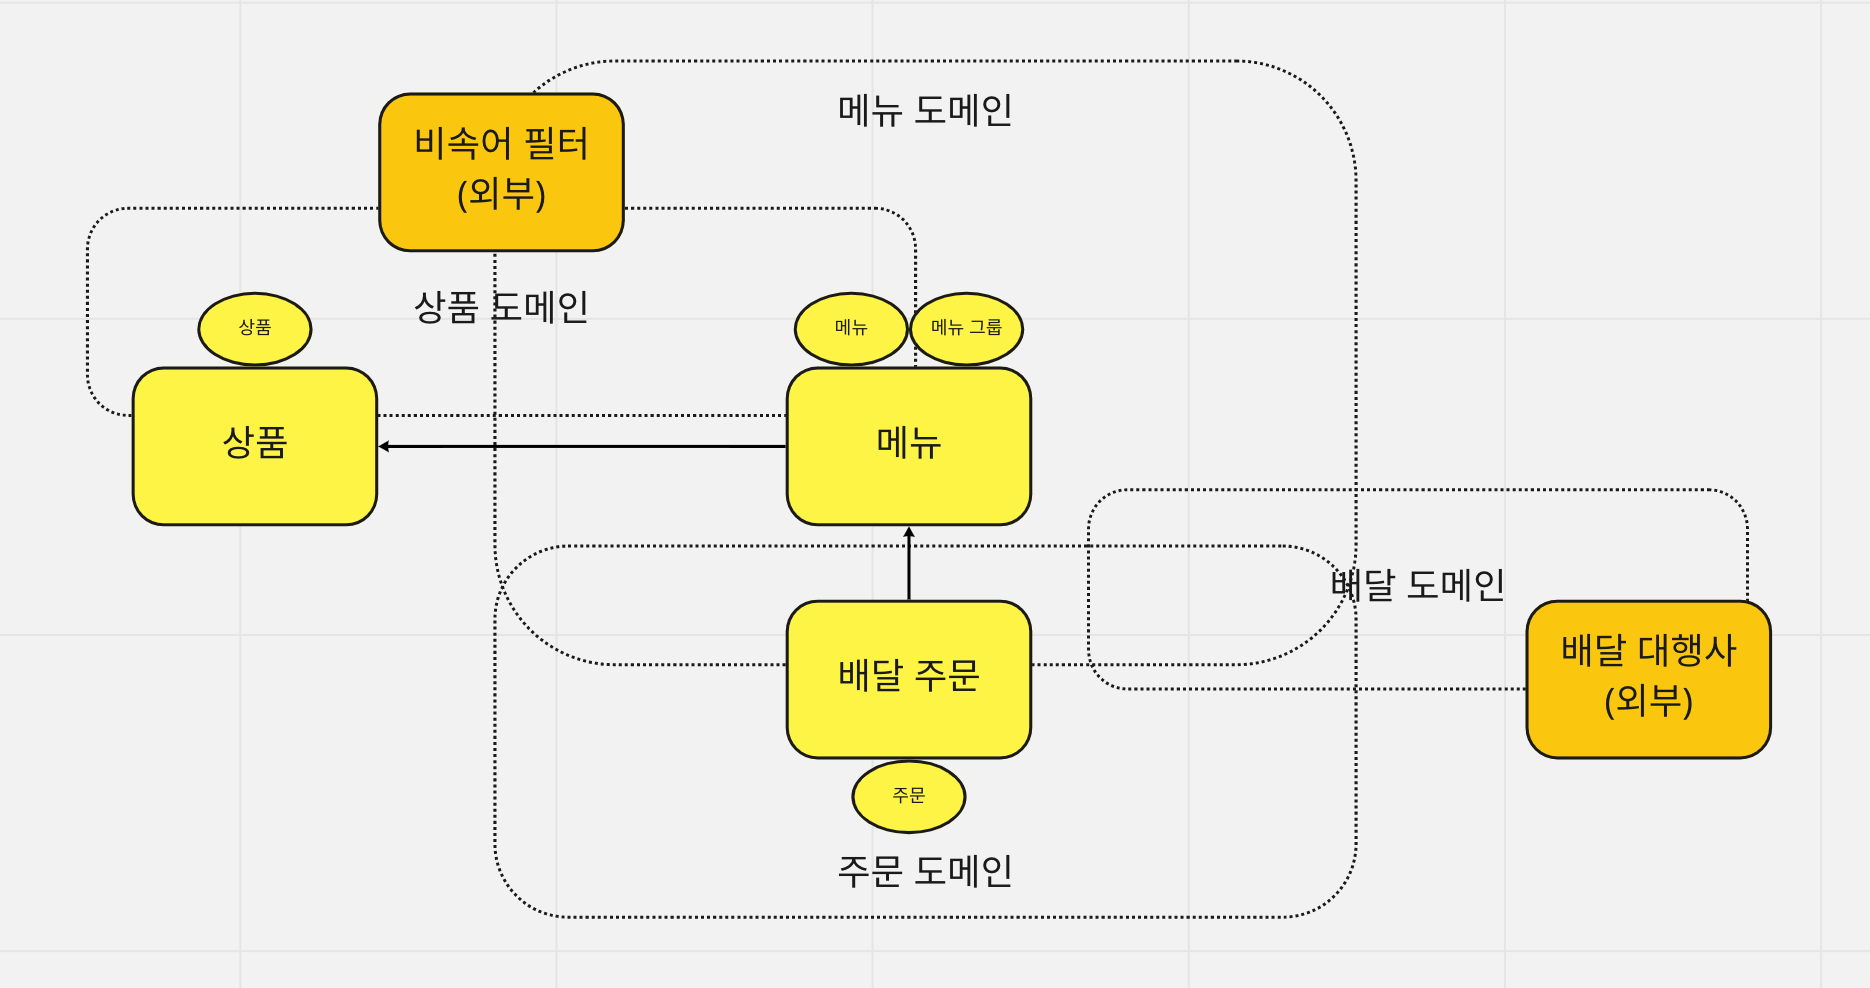 메뉴 도메인
비속어 필터
(외부)
상품 도메인
상품
메뉴
메뉴 그룹
상품
메뉴
배달 도메인
배달 주문
배달 대행사
(외부)
주문
주문 도메인